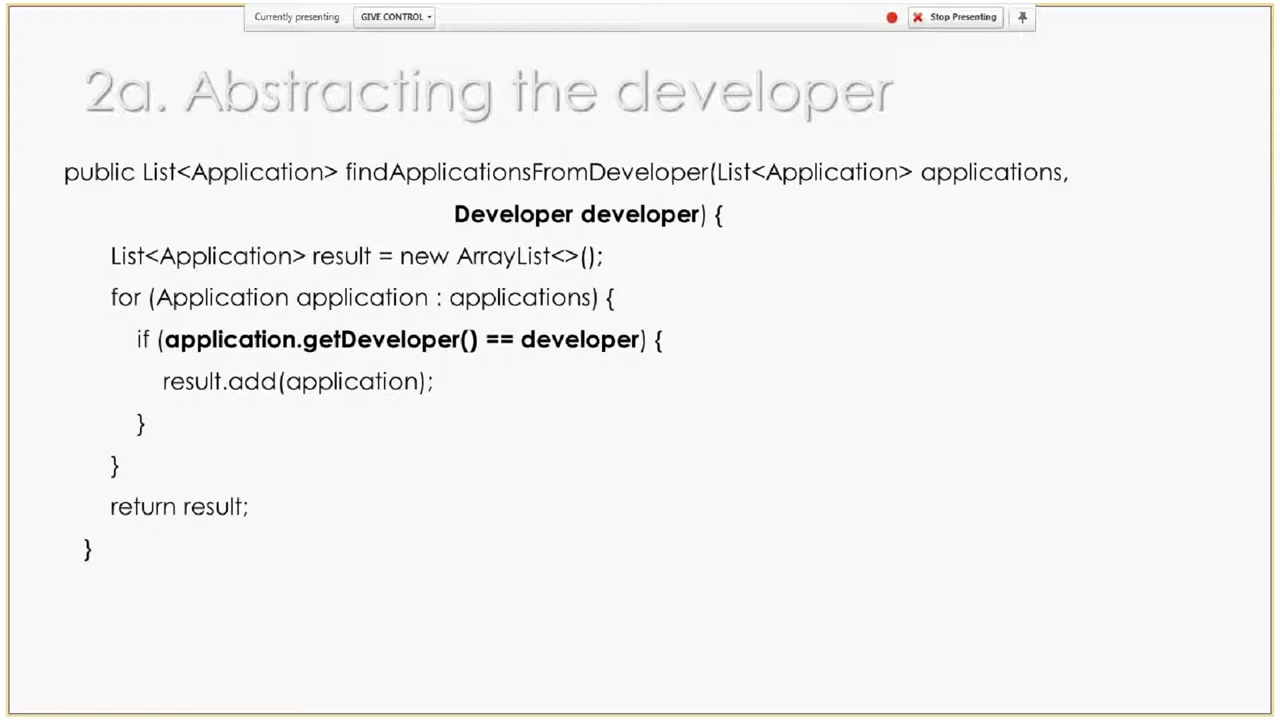 Currently presenting GIVE CONTROL Stop Presenting
2a. Abstracting the developer
public List<Application> findApplicationsFromDeveloper(List<Application> applications,
Developer developer) {
List<Application> result = new ArrayList<>();
for (Application application : applications) {
if (application.getDeveloper() == developer) {
result.add(application);
}
}
return result;
}